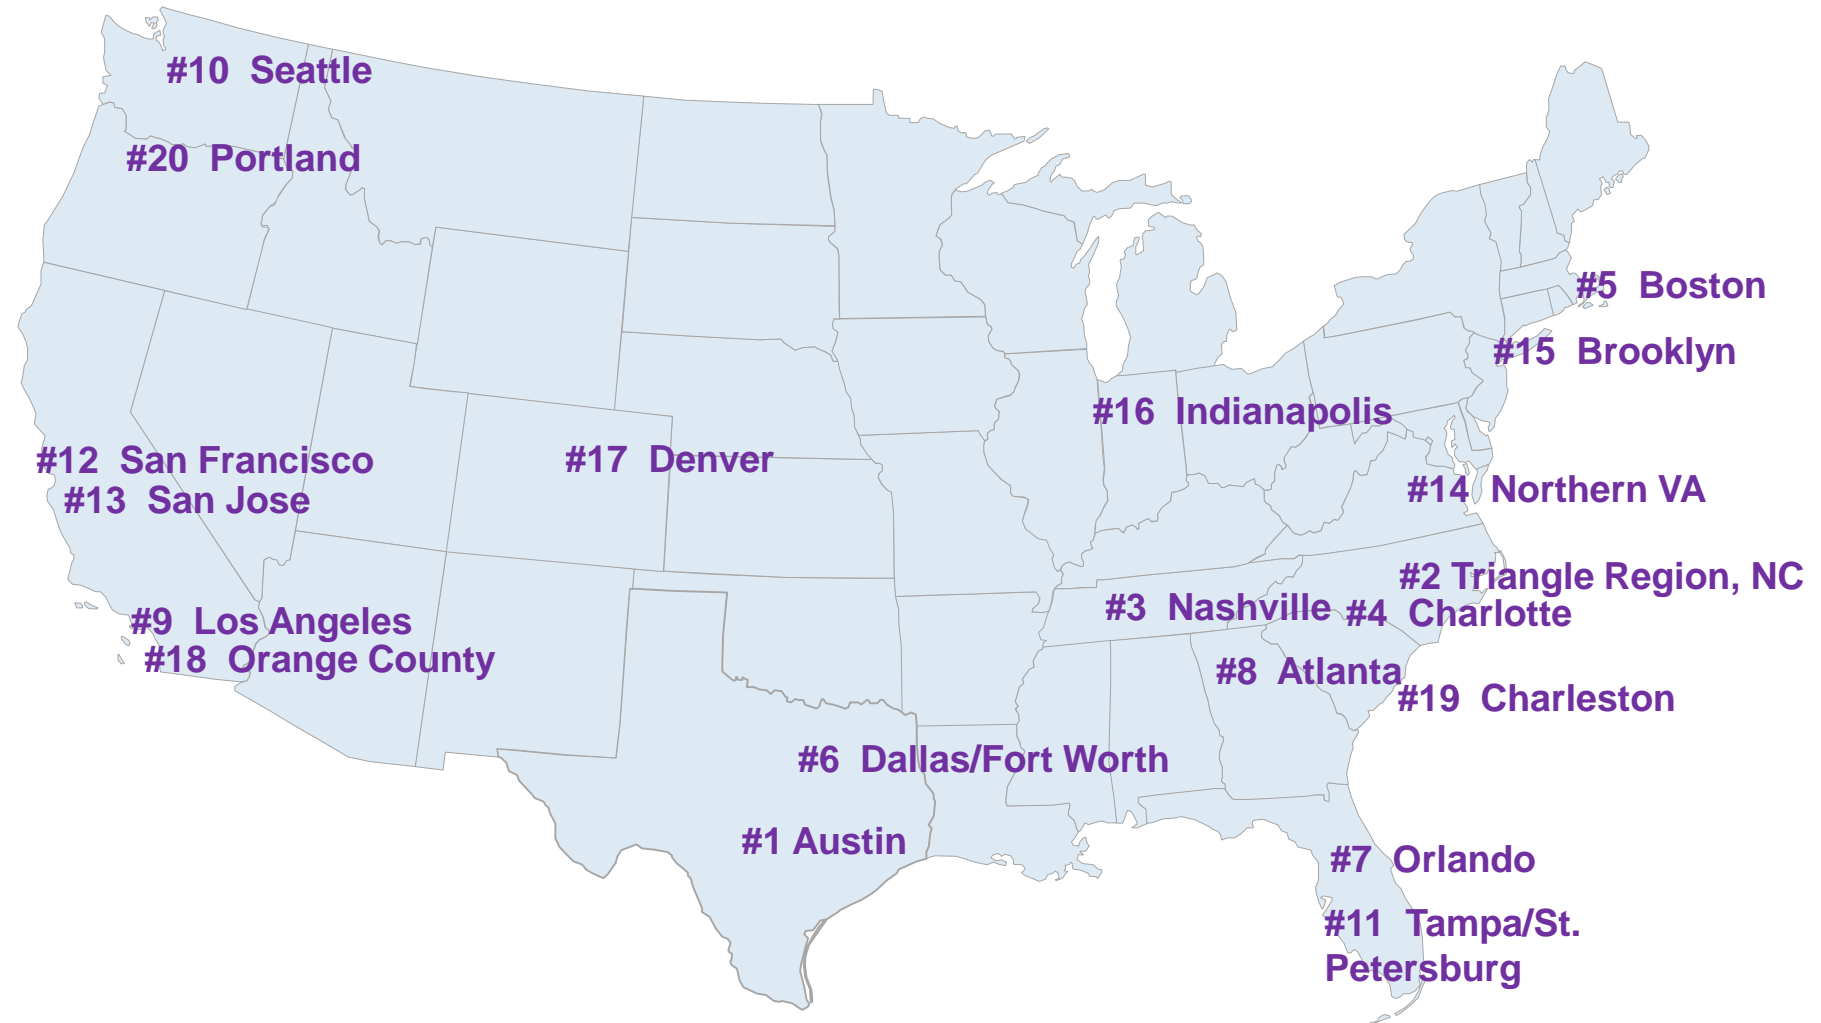 #10 Seattle
#20 Portland
#5 Boston
#15 Brooklyn
#16 Indianapolis
#12 San Francisco
#17 Denver
#13 San Jose
#14 Northern VA
#2 Triangle Region, NC
#3 Nashville
#4 Charlotte
#9 Los Angeles
#18 Orange County
#8 Atlanta
#19 Charleston
#6 Dallas/Fort Worth
#1 Austin
#7 Orlando
#11 Tampa/St.
Petersburg